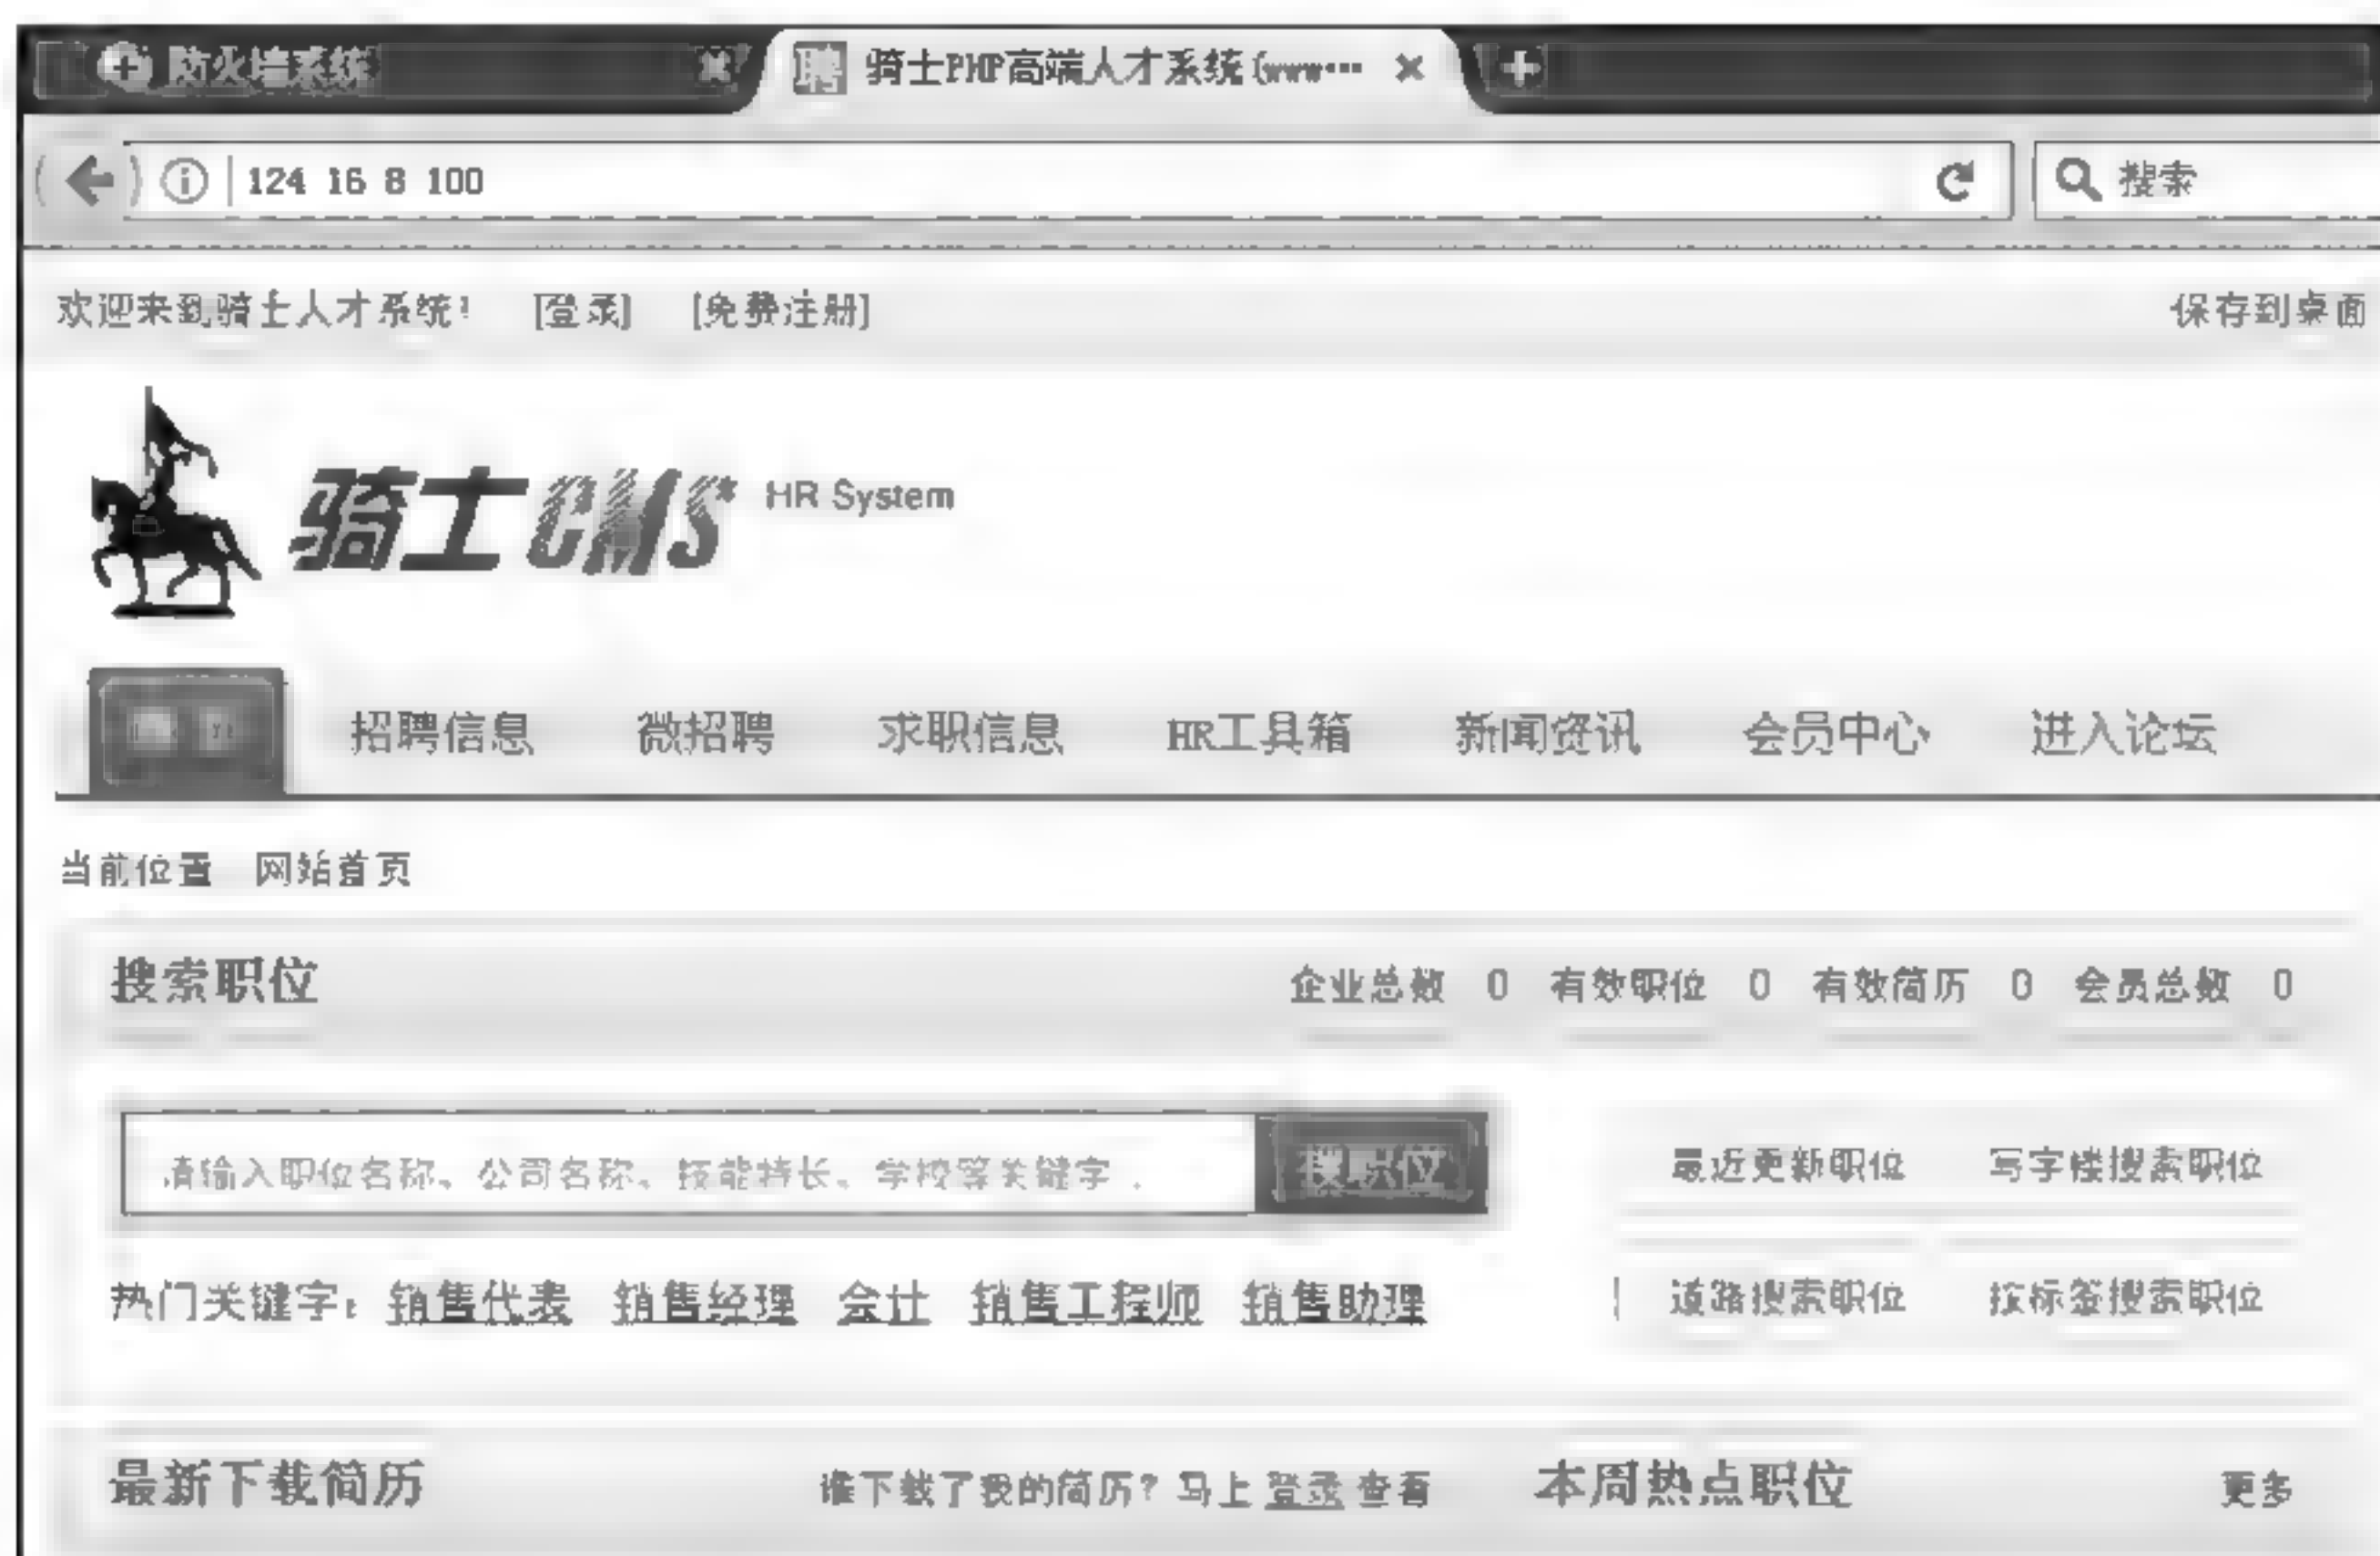 防火墙系统 骑士PHP高端人才系统(www…
124 16 8 100 搜索
欢迎来到骑士人才系统! [登录] [免费注册] 保存到桌面
骑士CMS HR System
招聘信息 微招聘 求职信息 HR工具箱 新闻资讯 会员中心 进入论坛
当前位置 网站首页
搜索职位 企业总数 0 有效职位 0 有效简历 0 会员总数 0
请输入职位名称、公司名称、技能特长、学校等关键字. 搜职位 最近更新职位 写字楼搜索职位
热门关键字: 销售代表 销售经理 会计 销售工程师 销售助理 道路搜索职位 按标签搜索职位
最新下载简历 谁下载了我的简历? 马上 登录 查看 本周热点职位 更多